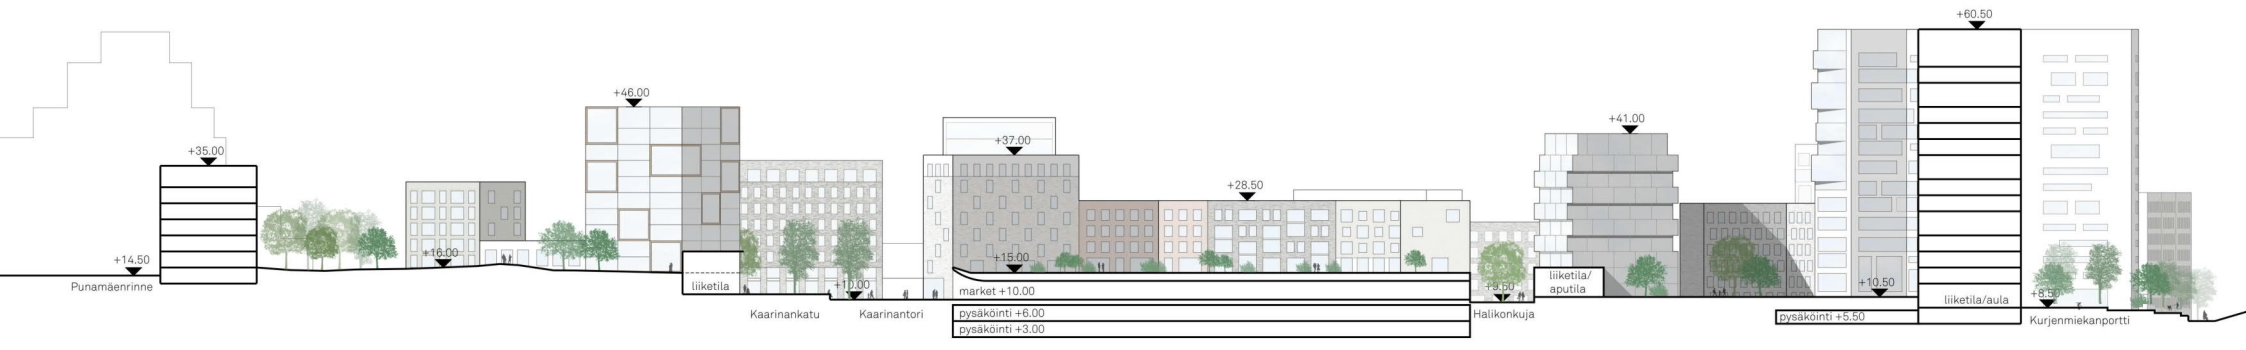 +60.50
+46.00
+41.00
+37.00
+35.00
+28.50
+14.50
+16.00
+15.00
Punamäenrinne
liiketila
+10.00
market +10.00
liiketila/
aputila
+9.50
+10.50
liiketila/aula
+8.50
Kaarinankatu
Kaarinantori
pysäköinti +6.00
pysäköinti +3.00
Halikonkuja
pysäköinti +5.50
Kurjenmiekanportti